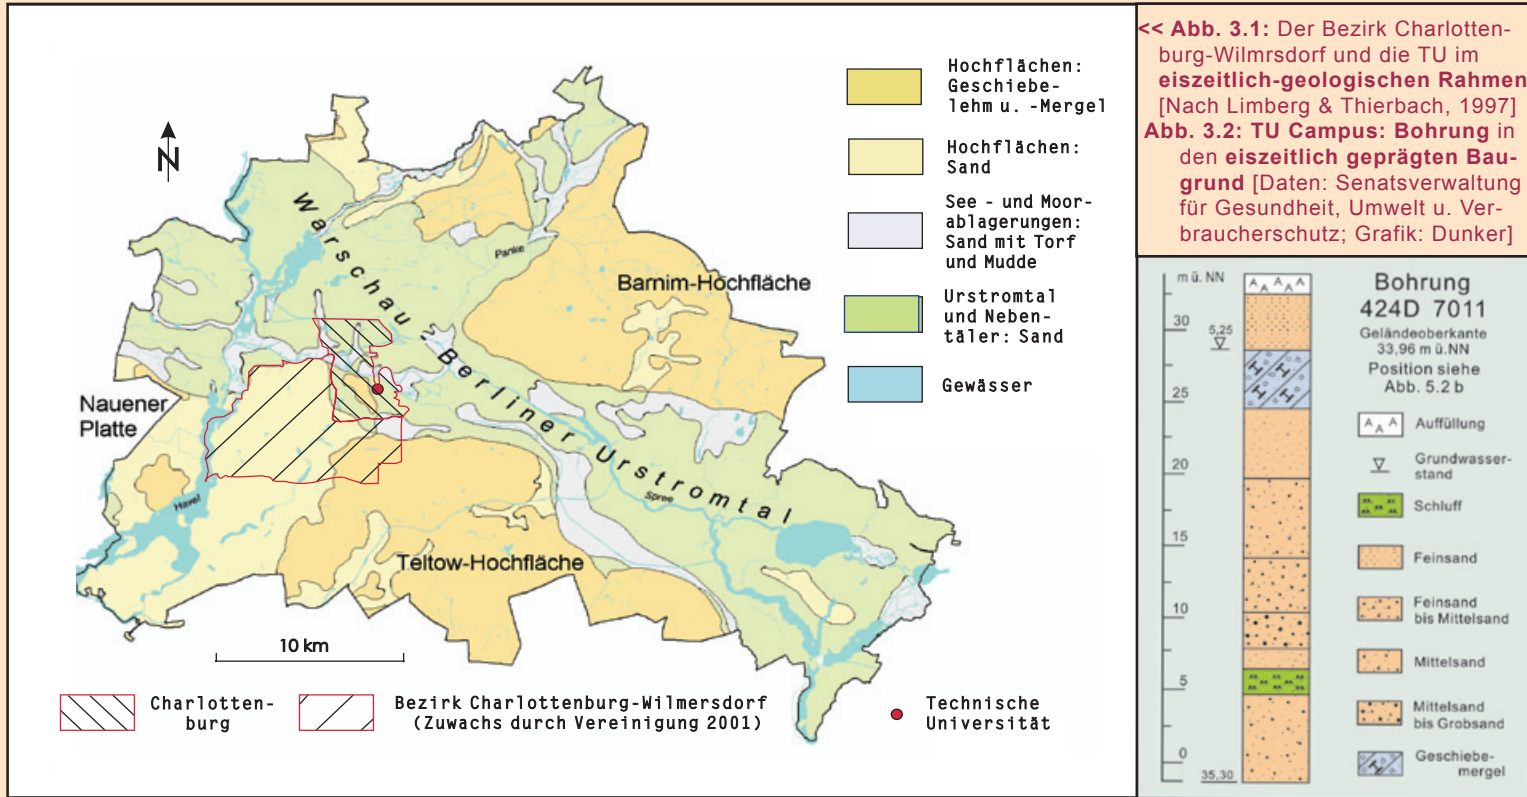 Hochflächen:
Geschiebe-
lehm u. -Mergel
Hochflächen:
Sand
See - und Moor-
ablagerungen:
Sand mit Torf
und Mudde
Urstromtal
und Neben-
täler: Sand
Gewässer
N
Warschau - Berliner Urstromtal
Panke
Barnim-Hochfläche
Nauener
Platte
Havel
Spree
Teltow-Hochfläche
10 km
Charlotten-
burg
Bezirk Charlottenburg-Wilmersdorf
(Zuwachs durch Vereinigung 2001)
Technische
Universität
<< Abb. 3.1: Der Bezirk Charlotten-
burg-Wilmrsdorf und die TU im
eiszeitlich-geologischen Rahmen
[Nach Limberg & Thierbach, 1997]
Abb. 3.2: TU Campus: Bohrung in
den eiszeitlich geprägten Bau-
grund [Daten: Senatsverwaltung
für Gesundheit, Umwelt u. Ver-
braucherschutz; Grafik: Dunker]
m ü. NN
30
5,25
25
20
15
10
5
0
35,30
Bohrung
424D 7011
Geländeoberkante
33,96 m ü.NN
Position siehe
Abb. 5.2 b
Auffüllung
Grundwasser-
stand
Schluff
Feinsand
Feinsand
bis Mittelsand
Mittelsand
Mittelsand
bis Grobsand
Geschiebe-
mergel